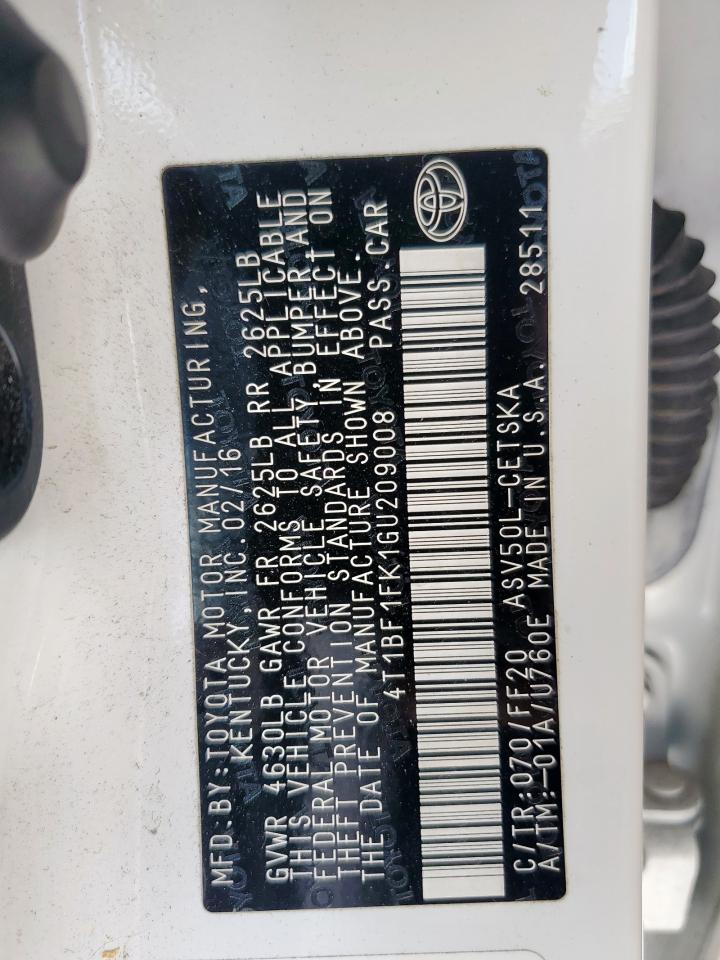 MFD.BY:TOYOTA MOTOR MANUFACTURING,
KENTUCKY,INC.02/16
GVWR 4630LB GAWR FR 2625LB RR 2625LB
THIS VEHICLE CONFORMS TO ALL APPLICABLE
FEDERAL MOTOR VEHICLE SAFETY,BUMPER,AND
THEFT PREVENTION STANDARDS IN EFFECT ON
THE DATE OF MANUFACTURE SHOWN ABOVE.
4T1BF1FK1GU209008 PASS.CAR
C/TR:070/FF20 ASV50L-CETSKA
A/TM:-01A/U760E MADE IN U.S.A. 28511